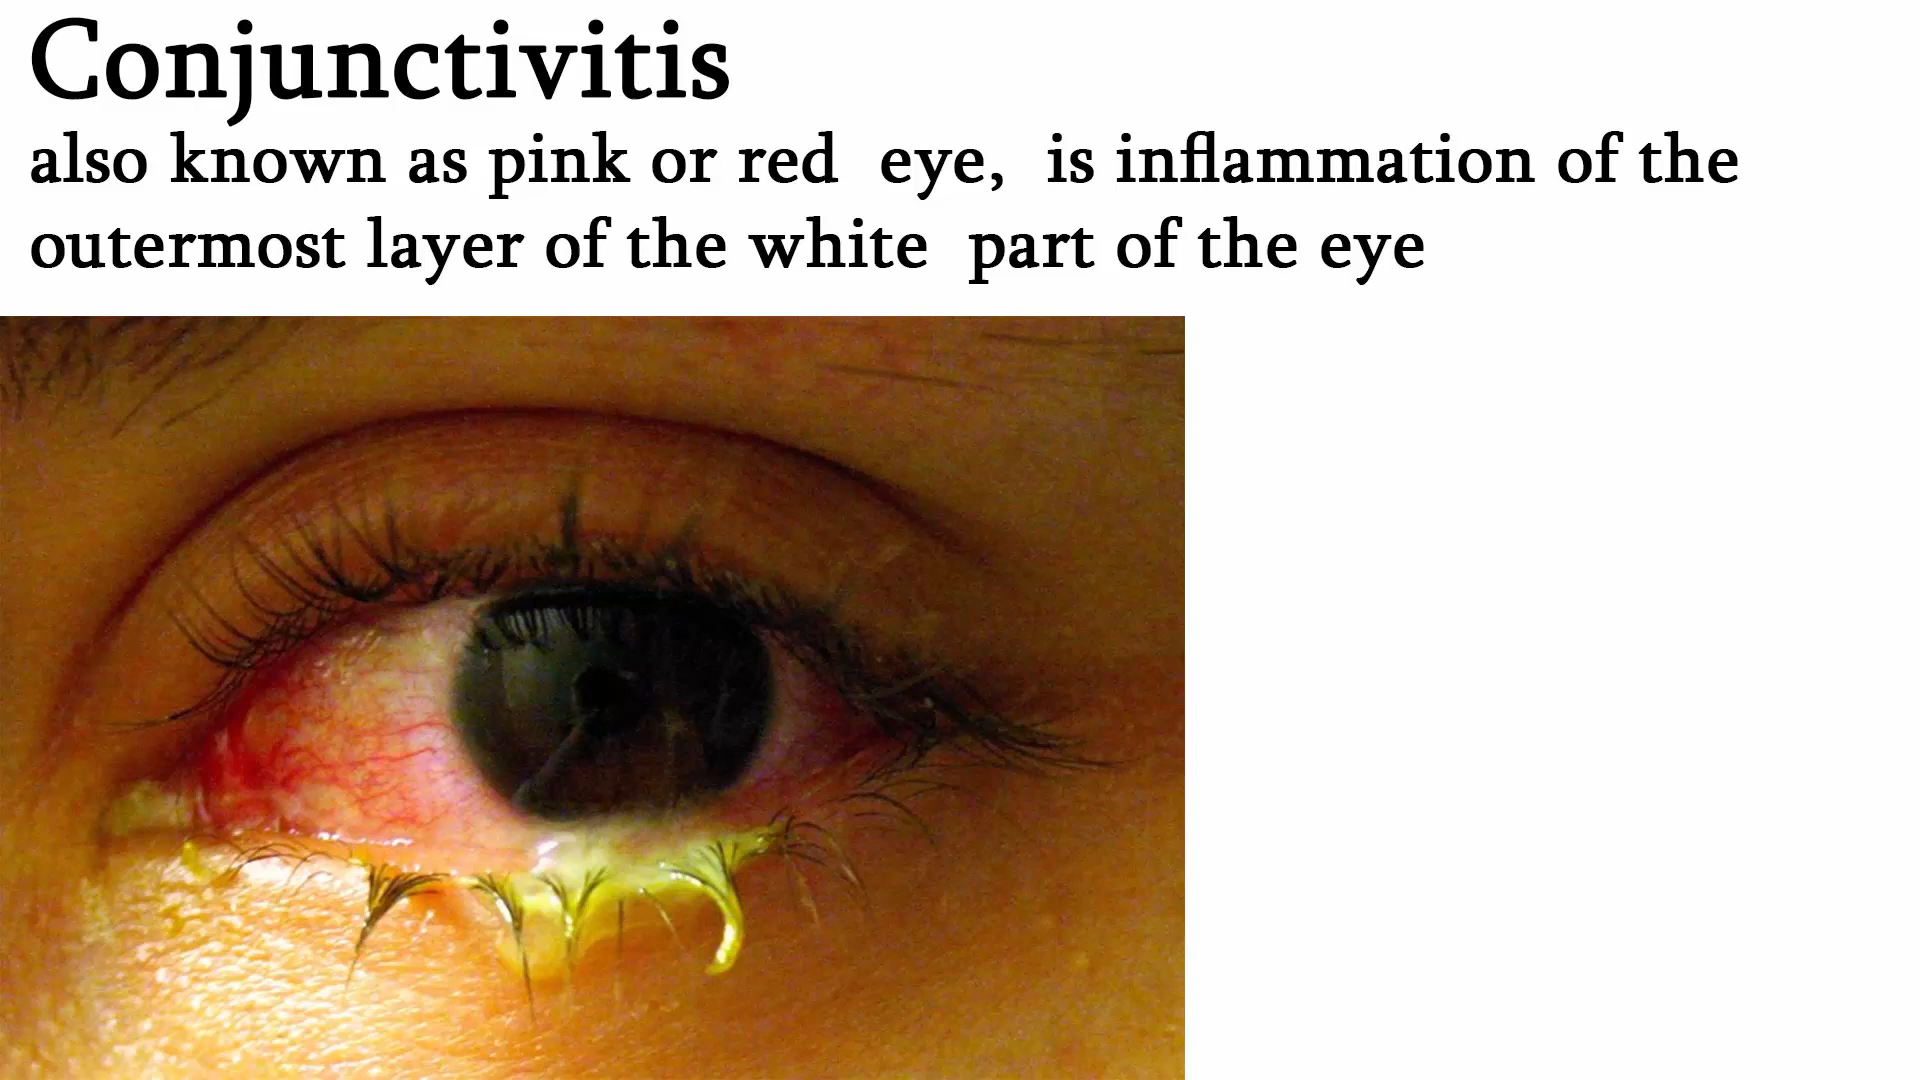 Conjunctivitis
also known as pink or red eye, is inflammation of the
outermost layer of the white part of the eye